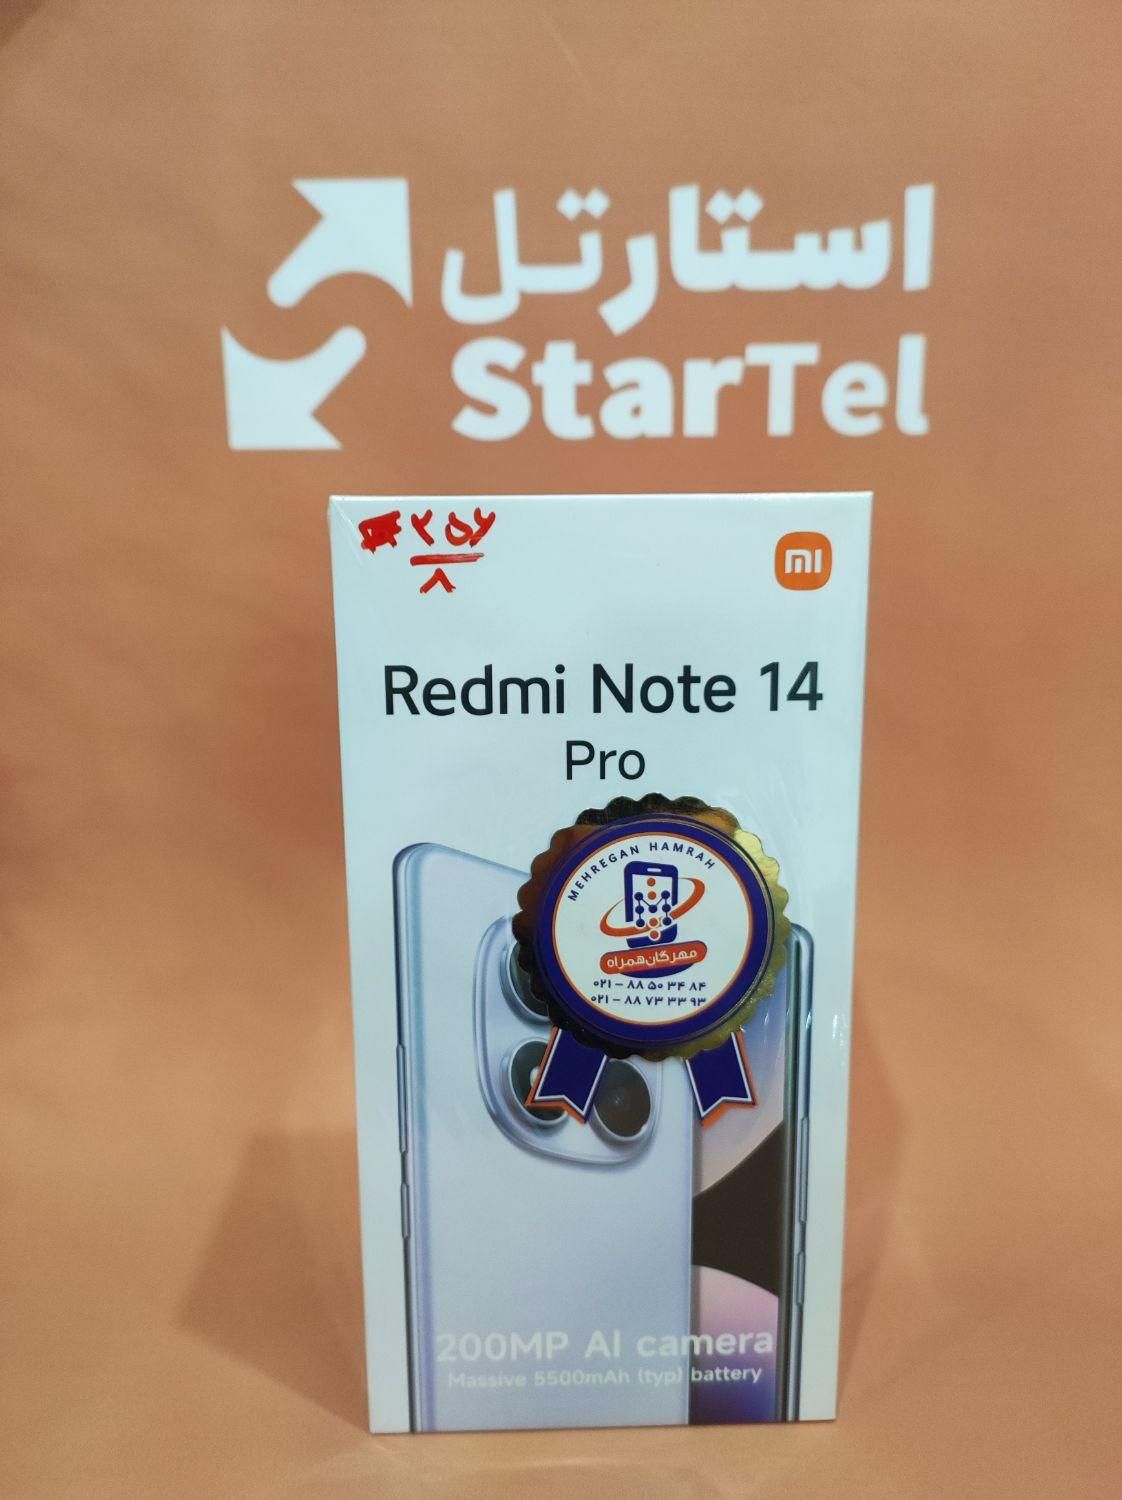 استارتل
StarTel
۲۵۶
۸
mi
Redmi Note 14
Pro
MEHREGAN HAMRAH
مهرگان همراه
۰۲۱ – ۸۸ ۵۰ ۳۴ ۸۴
۰۲۱ – ۸۸ ۷۳ ۳۳ ۹۳
200MP AI camera
Massive 5500mAh (typ) battery